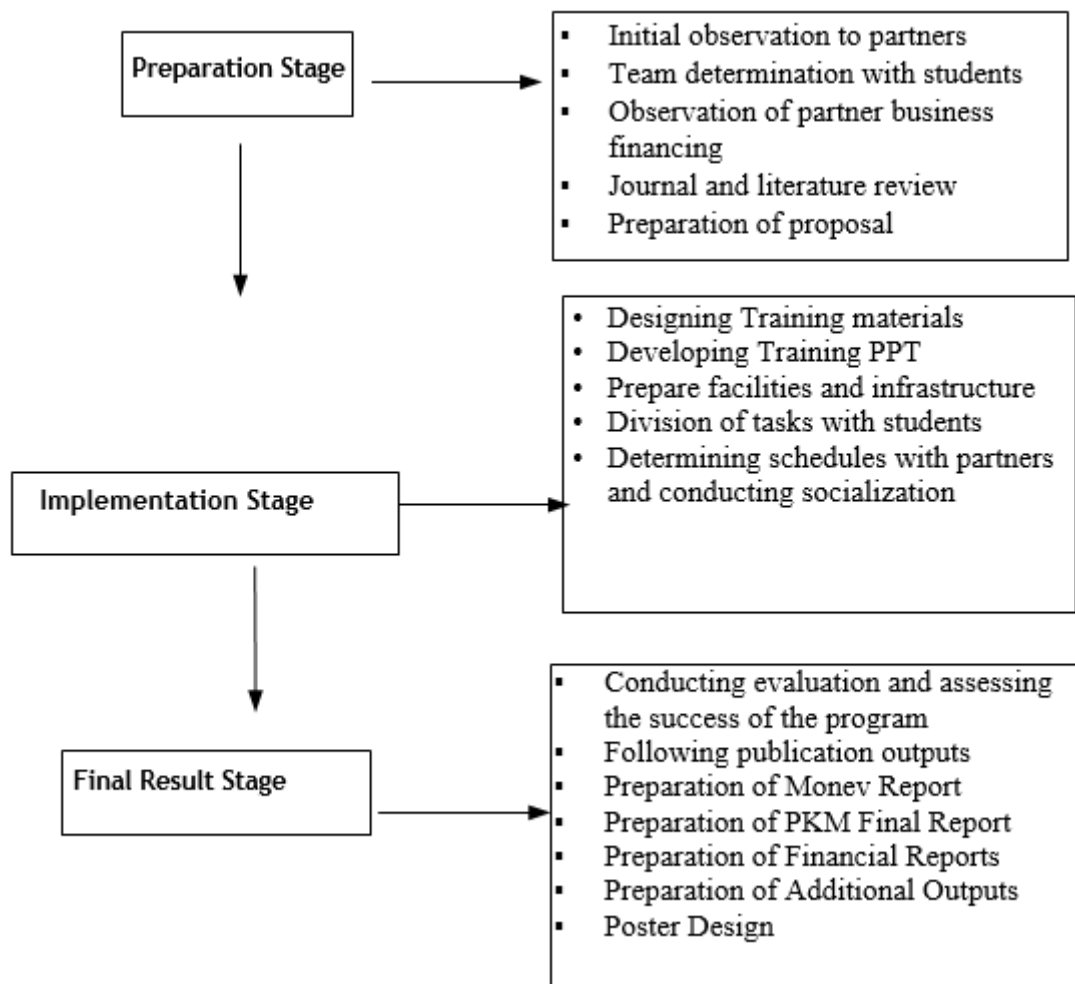 Preparation Stage
▪ Initial observation to partners
▪ Team determination with students
▪ Observation of partner business
financing
▪ Journal and literature review
▪ Preparation of proposal
Implementation Stage
• Designing Training materials
• Developing Training PPT
• Prepare facilities and infrastructure
• Division of tasks with students
• Determining schedules with partners
and conducting socialization
Final Result Stage
▪ Conducting evaluation and assessing
the success of the program
▪ Following publication outputs
▪ Preparation of Monev Report
▪ Preparation of PKM Final Report
▪ Preparation of Financial Reports
▪ Preparation of Additional Outputs
▪ Poster Design